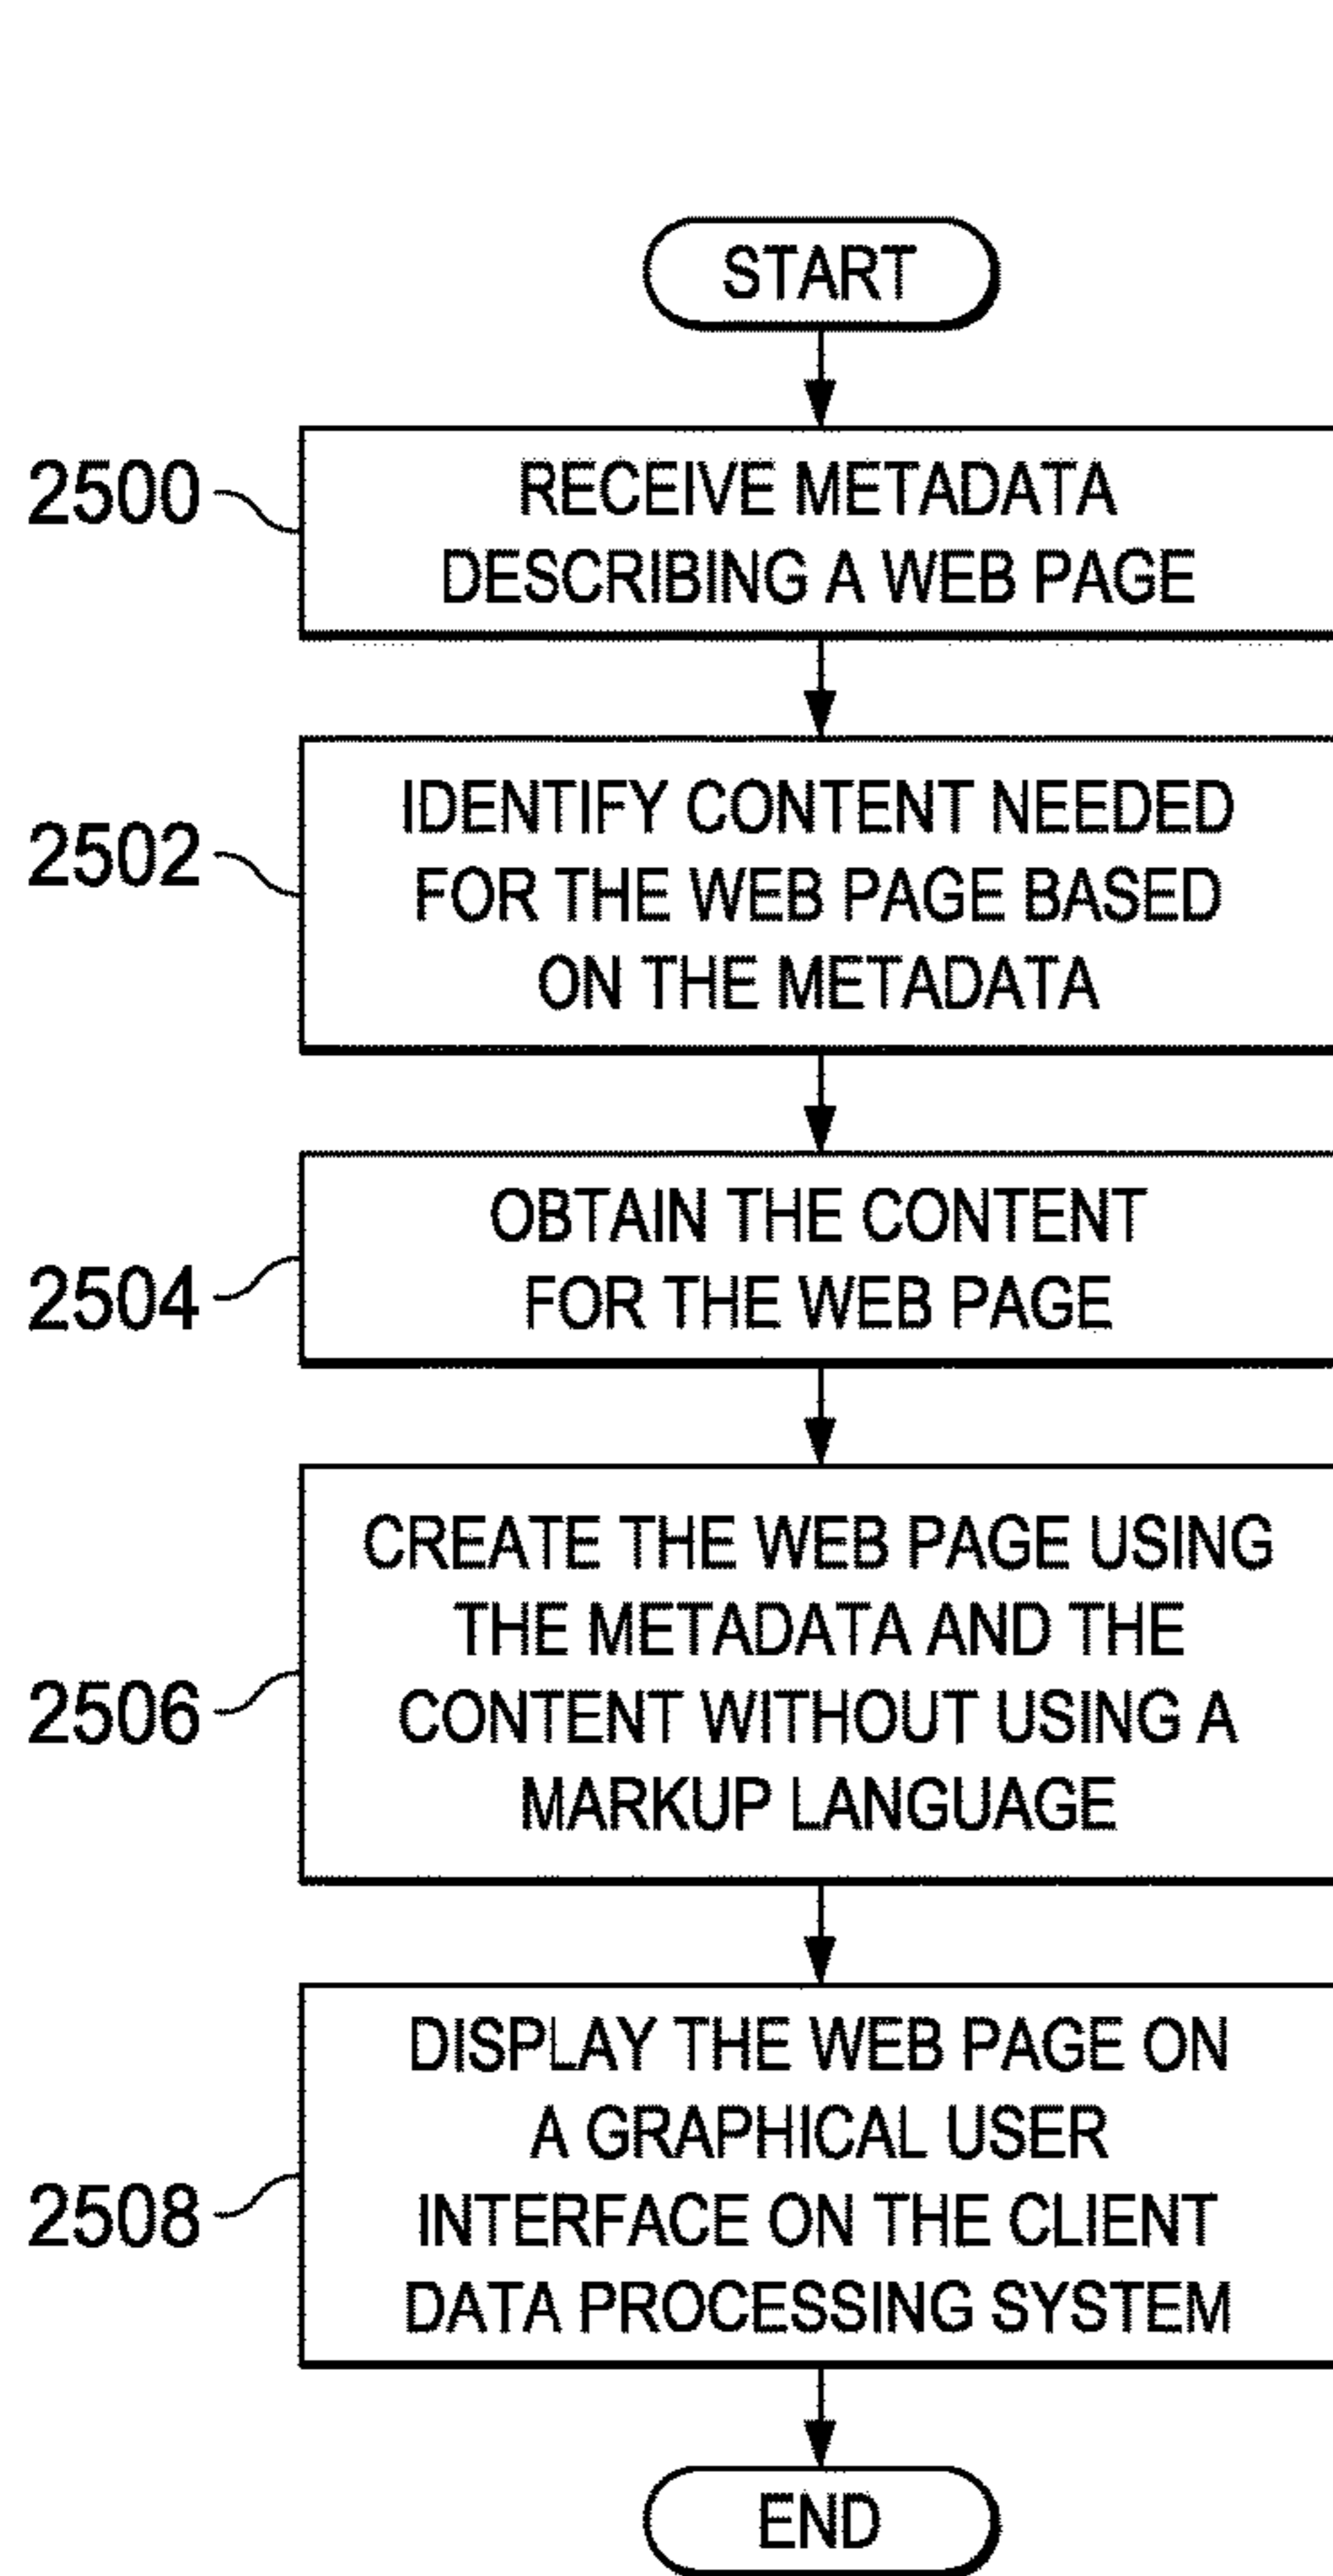 START
2500
RECEIVE METADATA
DESCRIBING A WEB PAGE
2502
IDENTIFY CONTENT NEEDED
FOR THE WEB PAGE BASED
ON THE METADATA
2504
OBTAIN THE CONTENT
FOR THE WEB PAGE
2506
CREATE THE WEB PAGE USING
THE METADATA AND THE
CONTENT WITHOUT USING A
MARKUP LANGUAGE
2508
DISPLAY THE WEB PAGE ON
A GRAPHICAL USER
INTERFACE ON THE CLIENT
DATA PROCESSING SYSTEM
END